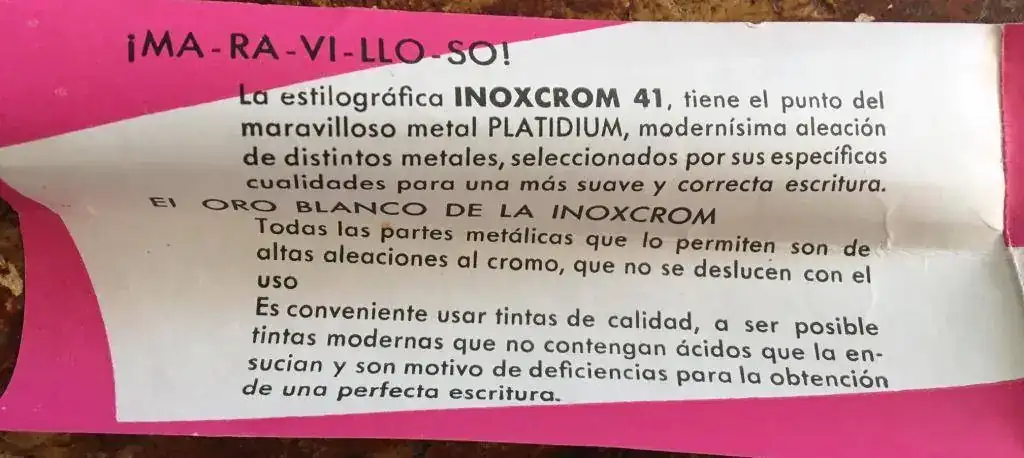 ¡MA-RA-VI-LLO-SO!
La estilográfica INOXCROM 41, tiene el punto del
maravilloso metal PLATIDIUM, modernísima aleación
de distintos metales, seleccionados por sus específicas
cualidades para una más suave y correcta escritura.
El ORO BLANCO DE LA INOXCROM
Todas las partes metálicas que lo permiten son de
altas aleaciones al cromo, que no se deslucen con el
uso
Es conveniente usar tintas de calidad, a ser posible
tintas modernas que no contengan ácidos que la en-
sucian y son motivo de deficiencias para la obtención
de una perfecta escritura.